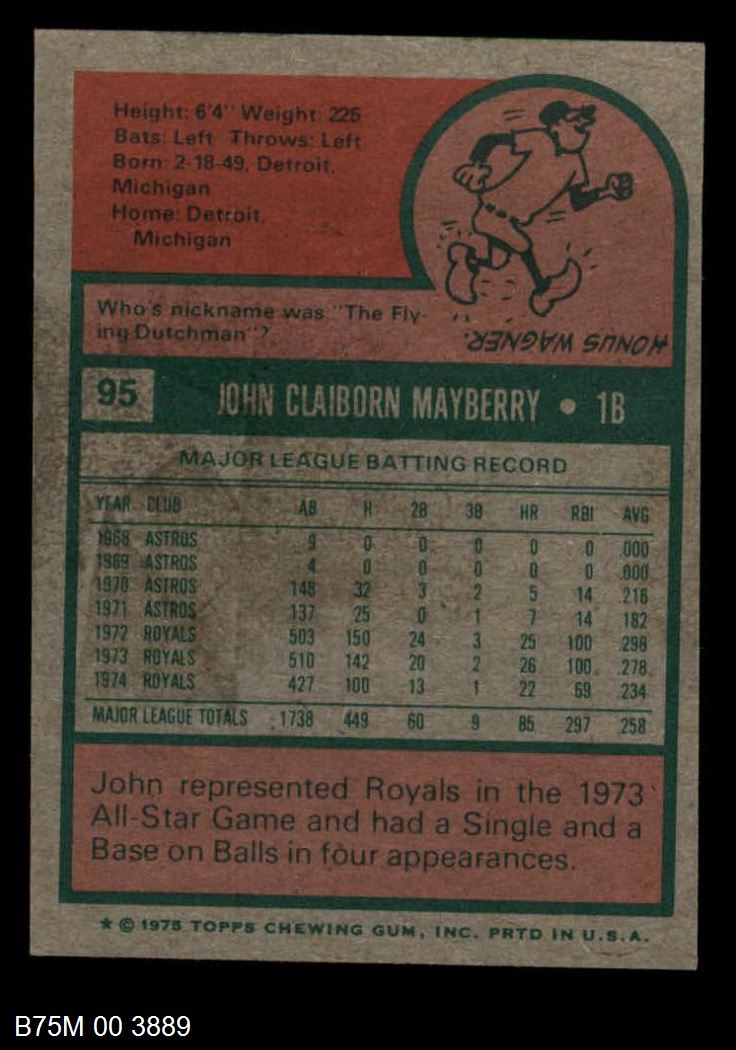 Height: 6'4" Weight: 225
Bats: Left Throws: Left
Born: 2-18-49, Detroit,
Michigan
Home: Detroit,
Michigan
Who's nickname was "The Fly-
ing Dutchman"?
HONUS WAGNER.
95 JOHN CLAIBORN MAYBERRY • 1B
MAJOR LEAGUE BATTING RECORD
YEAR CLUB AB H 2B 3B HR RBI AVG
1968 ASTROS 9 0 0 0 0 0 .000
1969 ASTROS 4 0 0 0 0 0 .000
1970 ASTROS 148 32 3 2 5 14 .216
1971 ASTROS 137 25 0 1 7 14 .182
1972 ROYALS 503 150 24 3 25 100 .298
1973 ROYALS 510 142 20 2 26 100 .278
1974 ROYALS 427 100 13 1 22 69 .234
MAJOR LEAGUE TOTALS 1738 449 60 9 85 297 .258
John represented Royals in the 1973
All-Star Game and had a Single and a
Base on Balls in four appearances.
* © 1975 TOPPS CHEWING GUM, INC. PRTD IN U.S.A.
B75M 00 3889